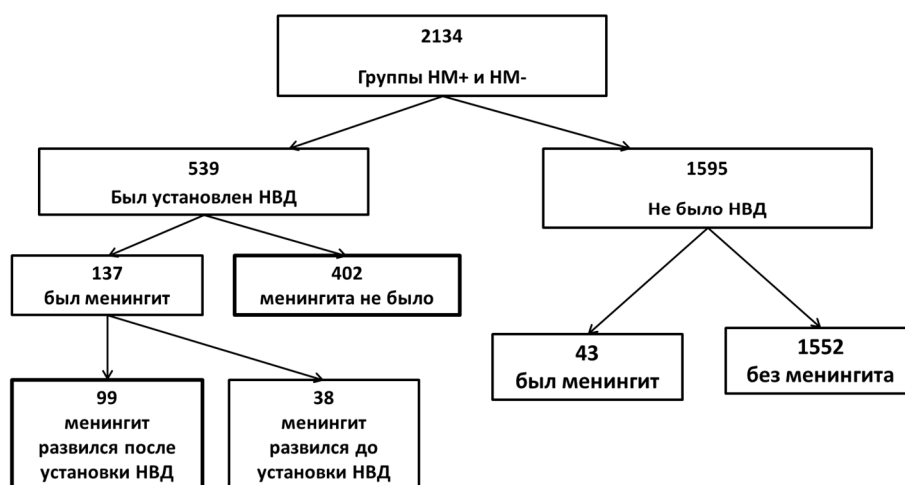 2134
Группы НМ+ и НМ-
539
Был установлен НВД
1595
Не было НВД
137
был менингит
402
менингита не было
43
был менингит
1552
без менингита
99
менингит
развился после
установки НВД
38
менингит
развился до
установки НВД